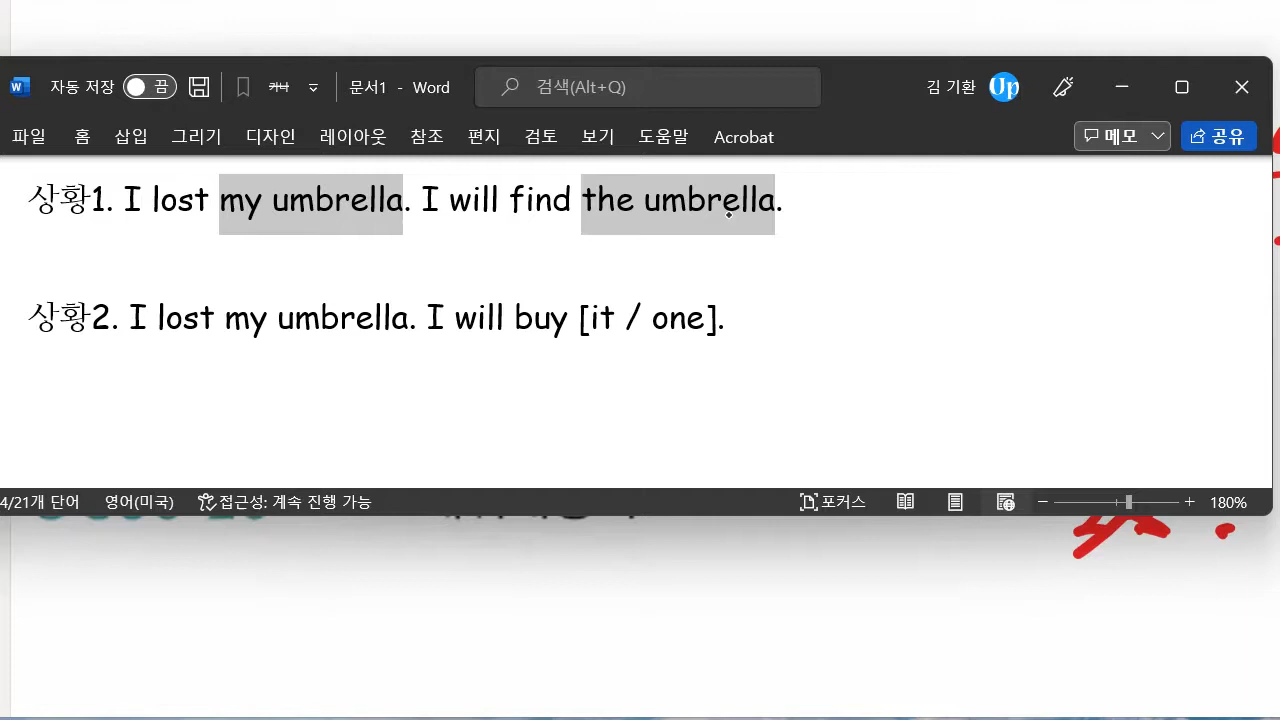 자동 저장 끔 가나 문서1 - Word 검색(Alt+Q) 김 기환 Up
파일 홈 삽입 그리기 디자인 레이아웃 참조 편지 검토 보기 도움말 Acrobat 메모 공유
상황1. I lost my umbrella. I will find the umbrella.
상황2. I lost my umbrella. I will buy [it / one].
4/21개 단어 영어(미국) 접근성: 계속 진행 가능 포커스 180%